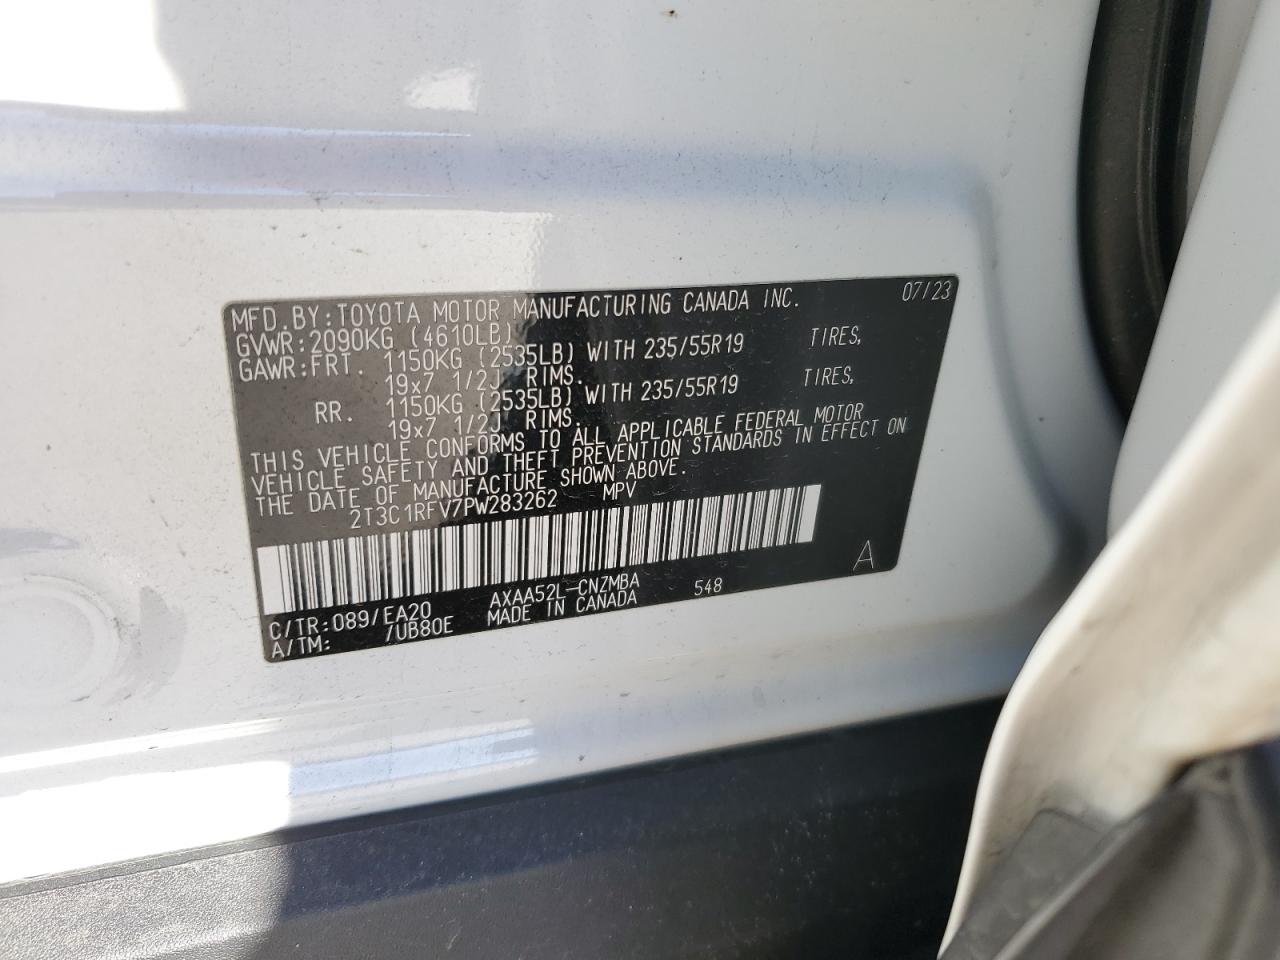 MFD.BY:TOYOTA MOTOR MANUFACTURING CANADA INC. 07/23
GVWR:2090KG (4610LB)
GAWR:FRT. 1150KG (2535LB) WITH 235/55R19 TIRES,
19x7 1/2J RIMS.
RR. 1150KG (2535LB) WITH 235/55R19 TIRES,
19x7 1/2J RIMS.
THIS VEHICLE CONFORMS TO ALL APPLICABLE FEDERAL MOTOR
VEHICLE SAFETY AND THEFT PREVENTION STANDARDS IN EFFECT ON
THE DATE OF MANUFACTURE SHOWN ABOVE.
2T3C1RFV7PW283262 MPV
A
C/TR:089/EA20 AXAA52L-CNZMBA 548
A/TM: /UB80E MADE IN CANADA